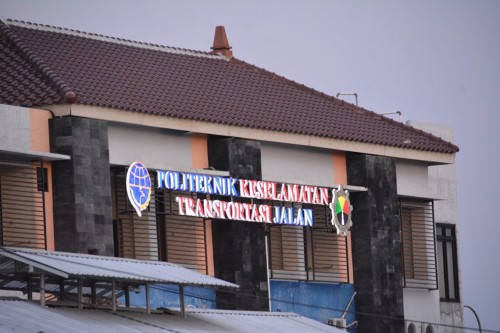 POLITEKNIK KESELAMATAN
TRANSPORTASI JALAN